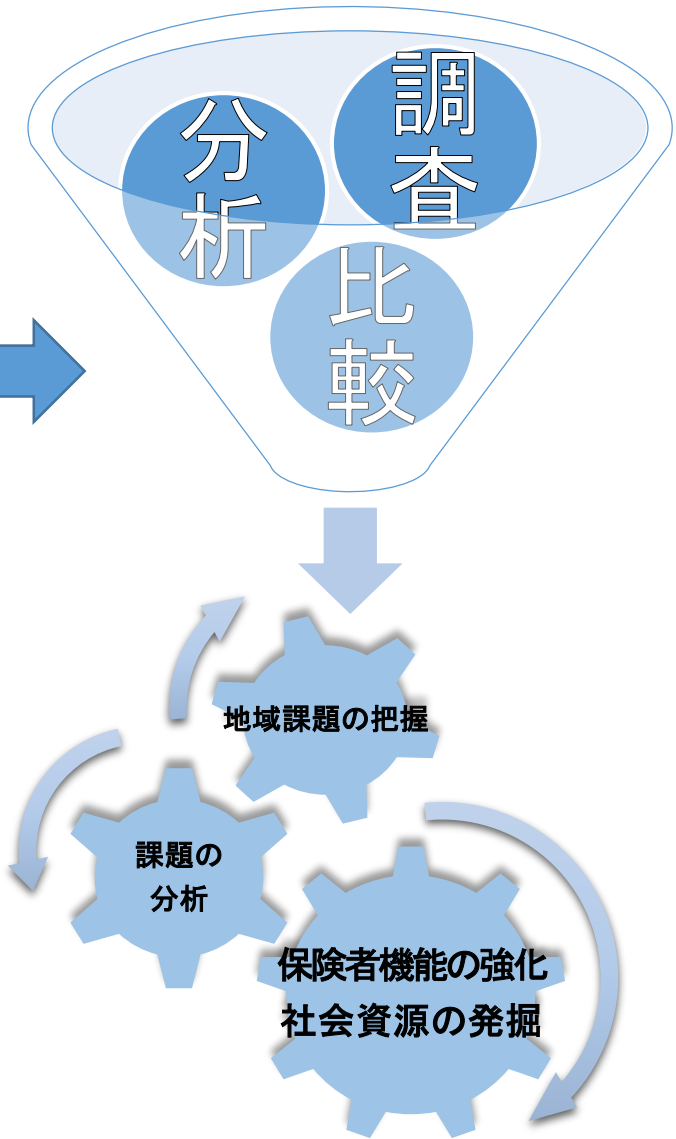 調査
分析
比較
地域課題の把握
課題の
分析
保険者機能の強化
社会資源の発掘